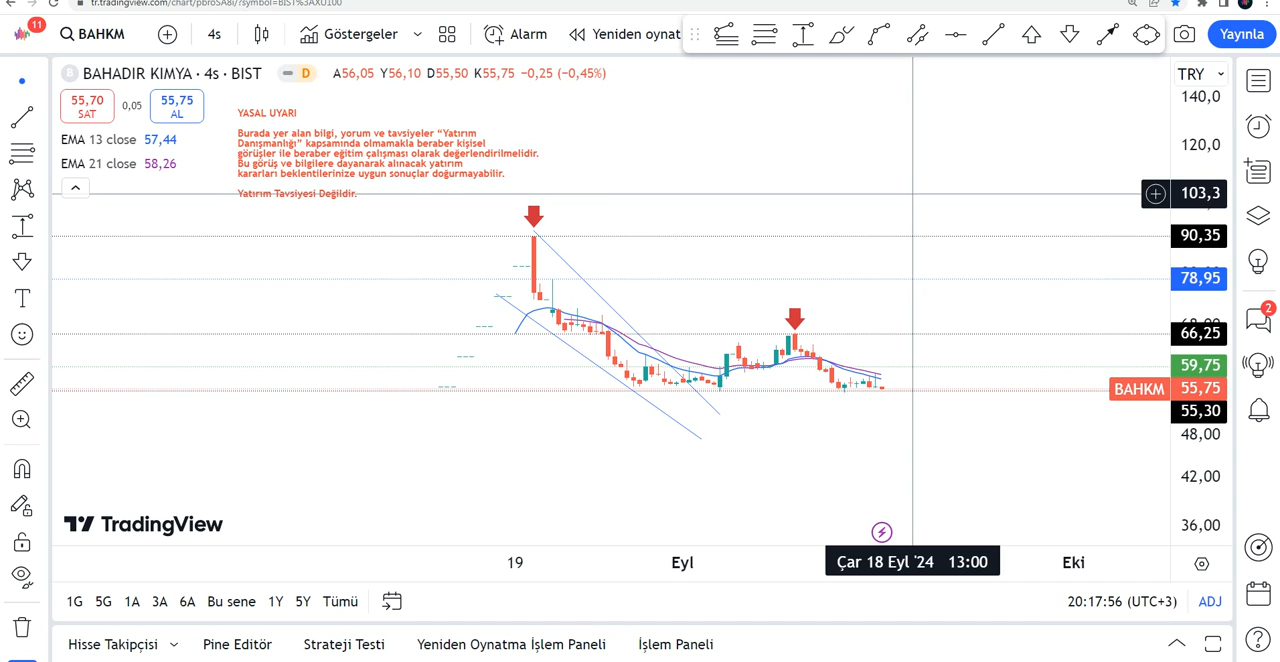 tr.tradingview.com/chart/pbroSA8i/?symbol=BIST%3AXU100
11
BAHKM
4s
Göstergeler
Alarm
Yeniden oynat
Yayınla
B
BAHADIR KIMYA · 4s · BIST
D
A56,05 Y56,10 D55,50 K55,75 −0,25 (−0,45%)
TRY
55,70
SAT
0,05
55,75
AL
EMA 13 close 57,44
EMA 21 close 58,26
YASAL UYARI
Burada yer alan bilgi, yorum ve tavsiyeler “Yatırım
Danışmanlığı” kapsamında olmamakla beraber kişisel
görüşler ile beraber eğitim çalışması olarak değerlendirilmelidir.
Bu görüş ve bilgilere dayanarak alınacak yatırım
kararları beklentilerinize uygun sonuçlar doğurmayabilir.
Yatırım Tavsiyesi Değildir.
140,0
120,0
103,3
90,35
78,95
66,25
59,75
BAHKM 55,75
55,30
48,00
42,00
36,00
2
TradingView
19
Eyl
Çar 18 Eyl '24 13:00
Eki
1G 5G 1A 3A 6A Bu sene 1Y 5Y Tümü
20:17:56 (UTC+3)
ADJ
Hisse Takipçisi
Pine Editör
Strateji Testi
Yeniden Oynatma İşlem Paneli
İşlem Paneli